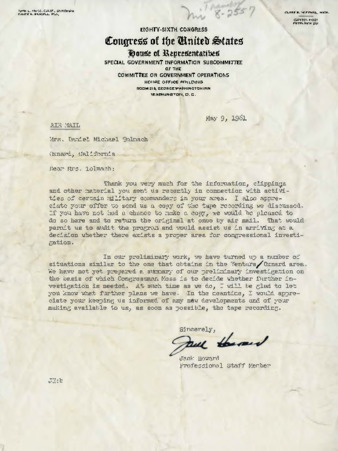 EIGHTY-SIXTH CONGRESS
Congress of the United States
House of Representatives
SPECIAL GOVERNMENT INFORMATION SUBCOMMITTEE
OF THE
COMMITTEE ON GOVERNMENT OPERATIONS
WASHINGTON, D. C.
8-2557
May 9, 1961
AIR MAIL
Mrs. Daniel Michael
Oxnard, California
Dear Mrs.
Thank you very much for the information, clippings
and other material you sent us recently in connection with activi-
ties of certain military commanders in your area. I also appre-
ciate your offer to send us a copy of the tape recording we discussed.
If you have not had a chance to make a copy, we would be pleased to
do so here and to return the original at once by air mail. That would
permit us to audit the program and would assist us in arriving at a
decision whether there exists a proper area for congressional investi-
gation.
In our preliminary work, we have turned up a number of
situations similar to the one that obtains in the Ventura/Oxnard area.
We have not yet prepared a summary of our preliminary investigation on
the basis of which Congressman Moss is to decide whether further in-
vestigation is needed. At such time as we do, I will be glad to let
you know what further plans we have. In the meantime, I would appre-
ciate your keeping us informed of any new developments and of your
making available to us, as soon as possible, the tape recording.
Sincerely,
Jack Howard
Jack Howard
Professional Staff Member